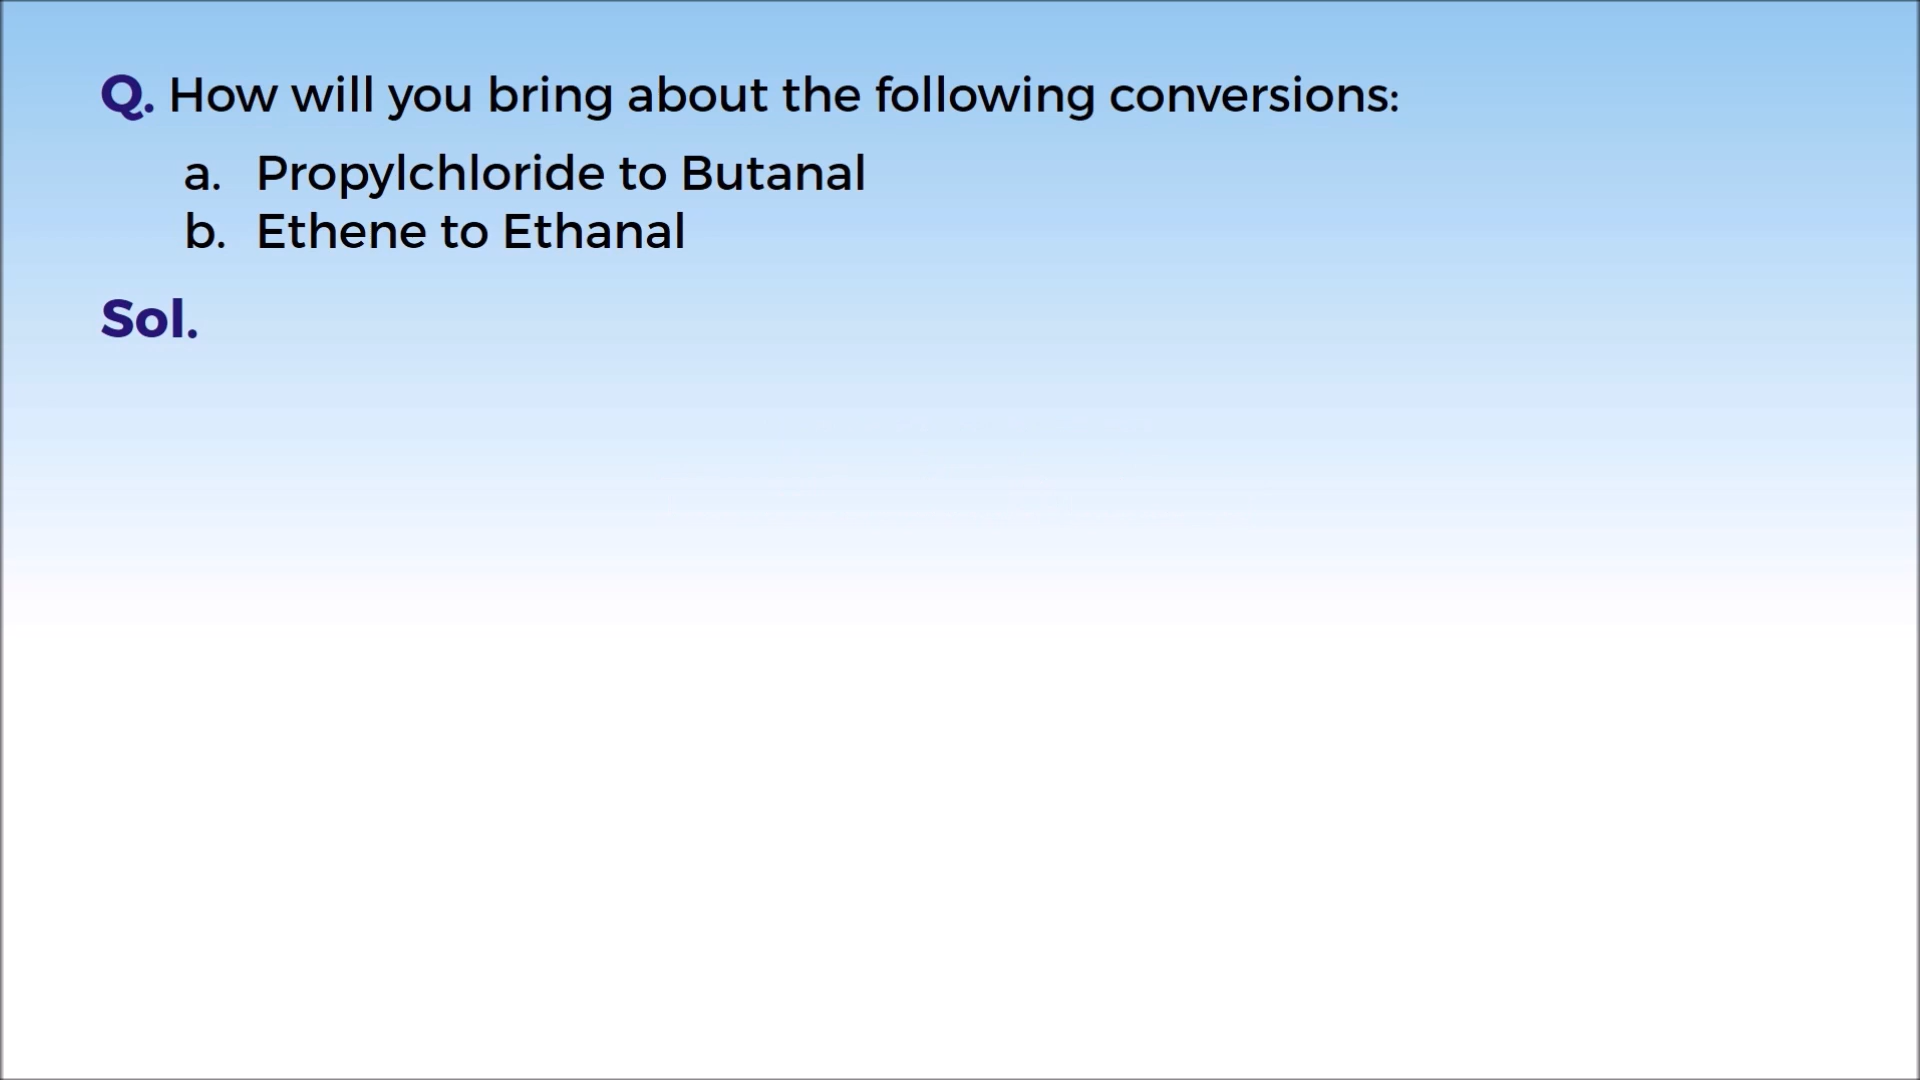 Q. How will you bring about the following conversions:
a. Propylchloride to Butanal
b. Ethene to Ethanal
Sol.